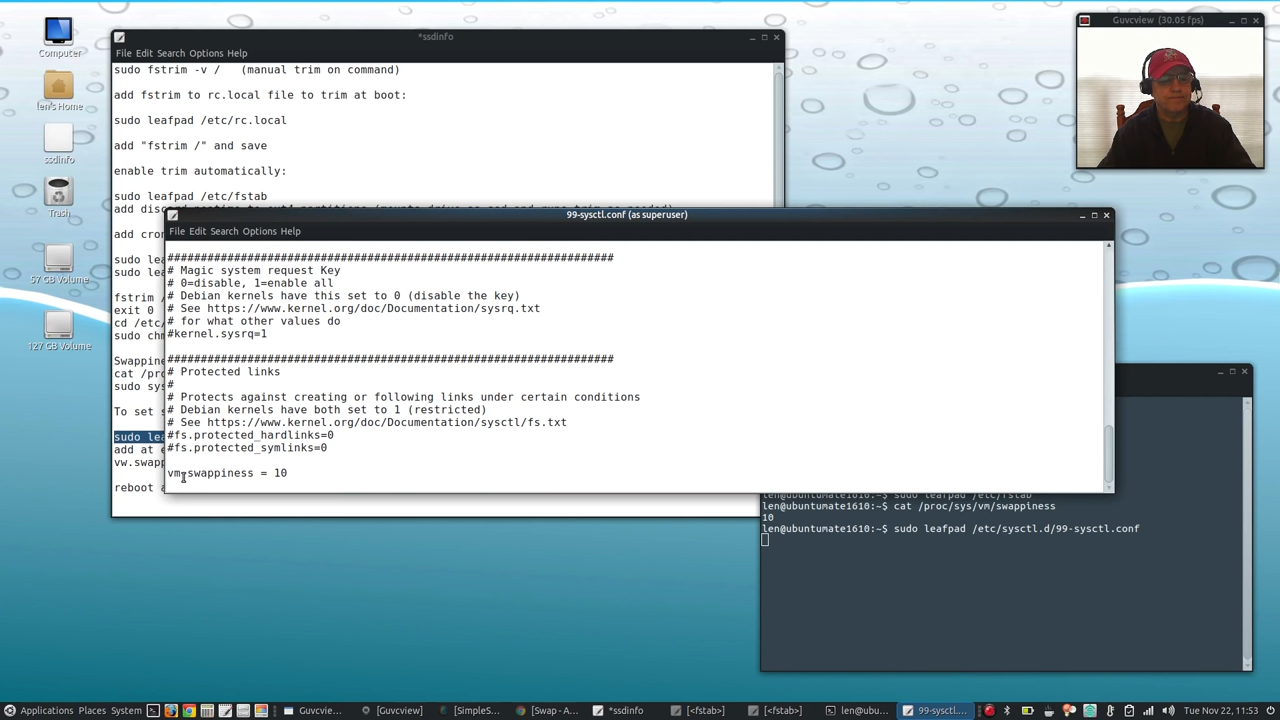 *ssdinfo
File Edit Search Options Help
sudo fstrim -v /   (manual trim on command)
add fstrim to rc.local file to trim at boot:
sudo leafpad /etc/rc.local
add "fstrim /" and save
enable trim automatically:
sudo leafpad /etc/fstab
add cron
sudo lea
sudo lea
fstrim /
exit 0
cd /etc/
sudo chm
Swappine
cat /pro
sudo sys
To set s
sudo lea
add at e
vw.swapp
reboot a
Computer
len's Home
ssdinfo
Trash
57 GB Volume
127 GB Volume
Guvcview (30.05 fps)
99-sysctl.conf (as superuser)
File Edit Search Options Help
###################################################################
# Magic system request Key
# 0=disable, 1=enable all
# Debian kernels have this set to 0 (disable the key)
# See https://www.kernel.org/doc/Documentation/sysrq.txt
# for what other values do
#kernel.sysrq=1
###################################################################
# Protected links
#
# Protects against creating or following links under certain conditions
# Debian kernels have both set to 1 (restricted)
# See https://www.kernel.org/doc/Documentation/sysctl/fs.txt
#fs.protected_hardlinks=0
#fs.protected_symlinks=0
vm.swappiness = 10
len@ubuntumate1610:~$ sudo leafpad /etc/fstab
len@ubuntumate1610:~$ cat /proc/sys/vm/swappiness
10
len@ubuntumate1610:~$ sudo leafpad /etc/sysctl.d/99-sysctl.conf
Applications Places System
Guvcvie...
[Guvcview]
[SimpleS...
[Swap - A...
*ssdinfo
[<fstab>]
[<fstab>]
len@ubu...
99-sysctl....
Tue Nov 22, 11:53